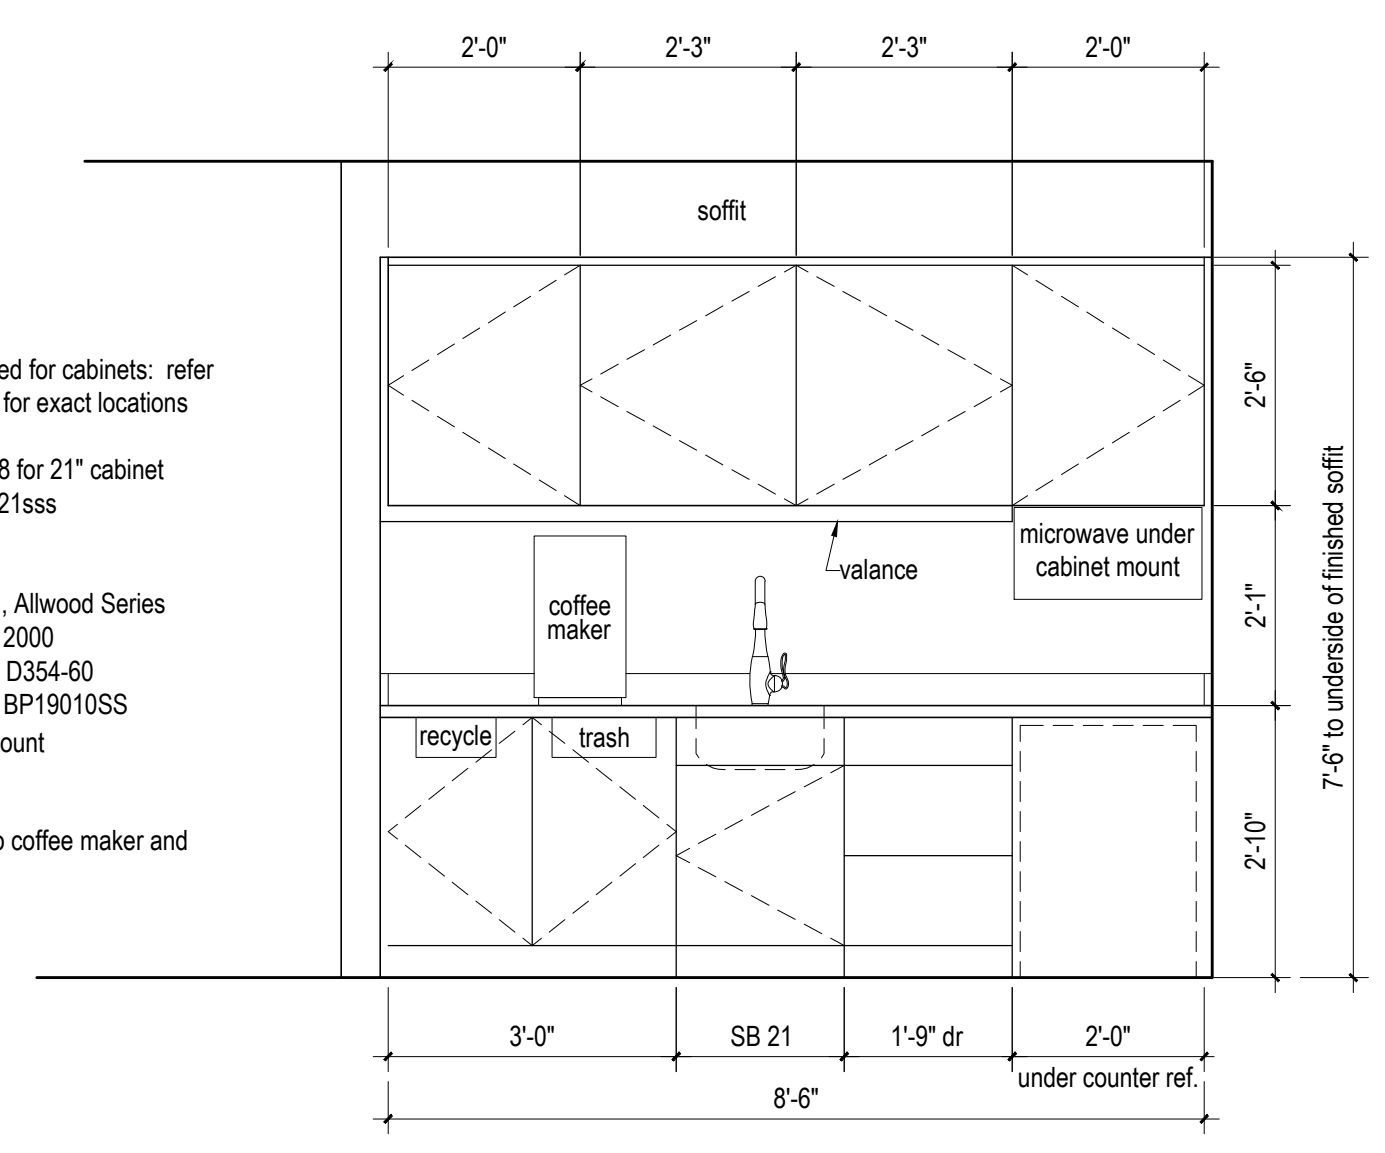 2'-0" 2'-3" 2'-3" 2'-0"
soffit
ed for cabinets: refer
for exact locations
8 for 21" cabinet
21sss
, Allwood Series
2000
D354-60
BP19010SS
ount
o coffee maker and
microwave under
cabinet mount
valance
coffee
maker
recycle
trash
2'-6"
2'-1"
2'-10"
7'-6" to underside of finished soffit
3'-0" SB 21 1'-9" dr 2'-0"
under counter ref.
8'-6"